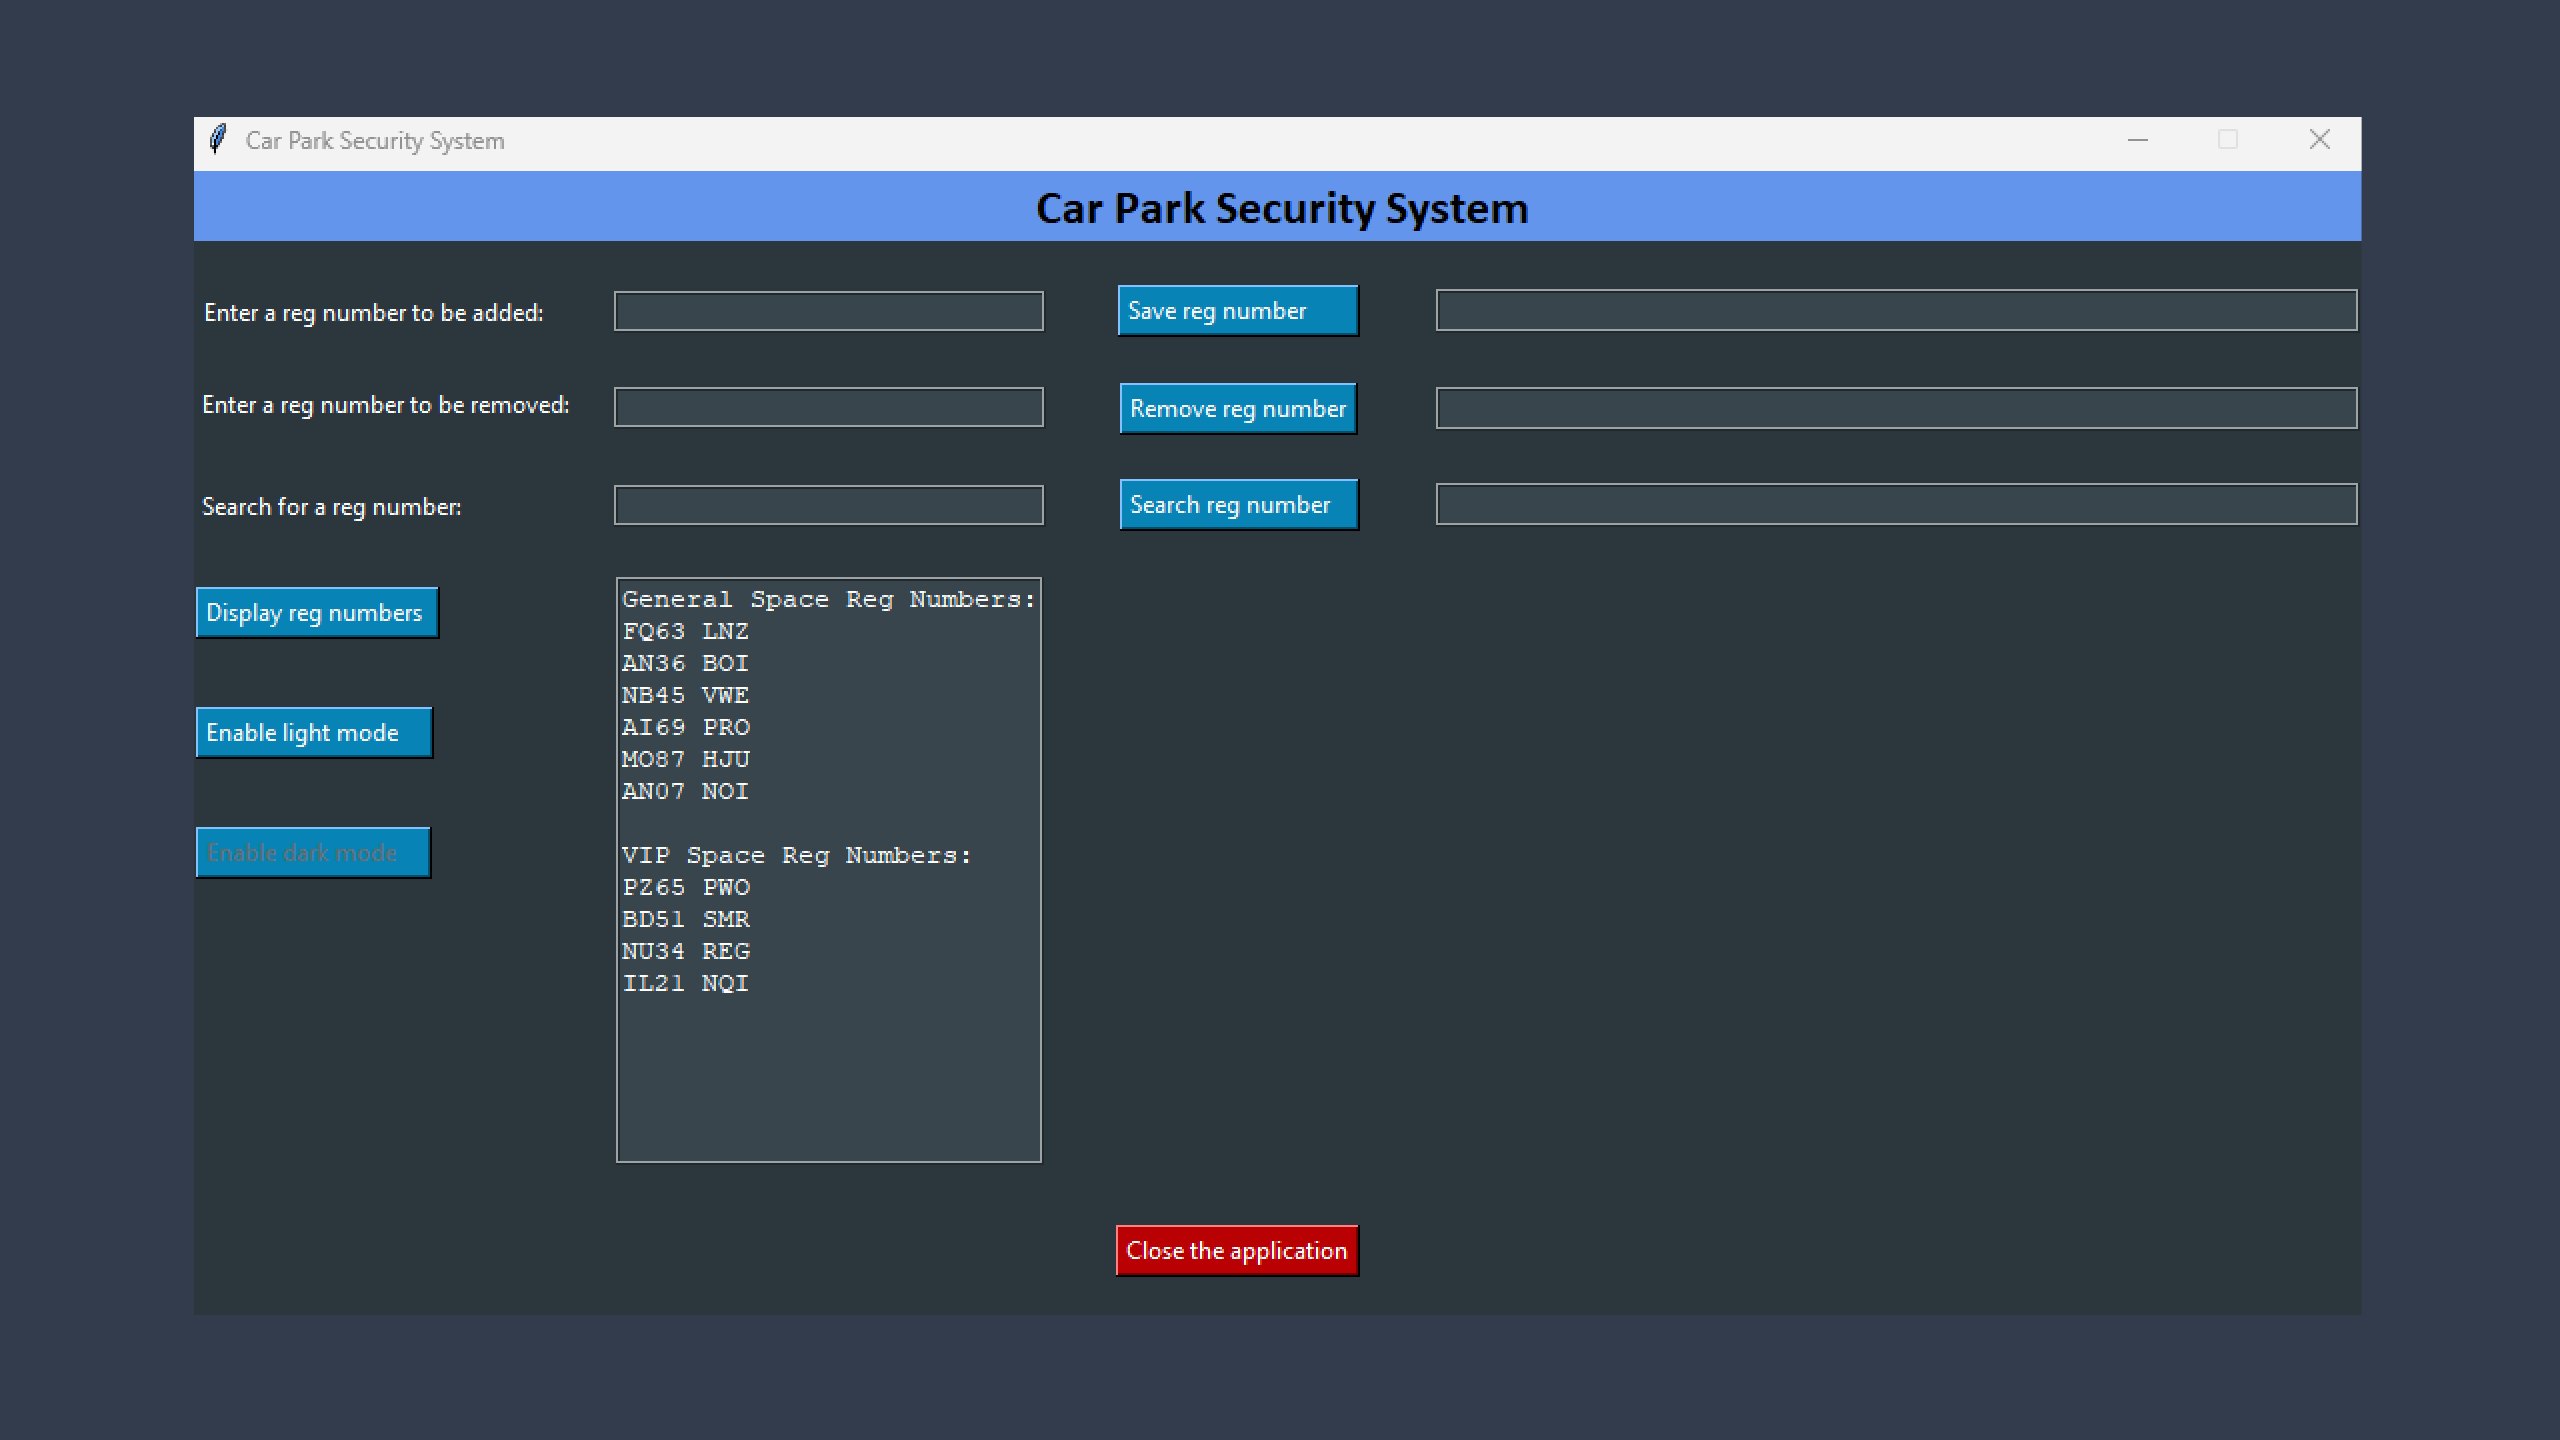 Car Park Security System
Car Park Security System
Enter a reg number to be added:
Save reg number
Enter a reg number to be removed:
Remove reg number
Search for a reg number:
Search reg number
Display reg numbers
Enable light mode
Enable dark mode
General Space Reg Numbers:
FQ63 LNZ
AN36 BOI
NB45 VWE
AI69 PRO
MO87 HJU
AN07 NOI
VIP Space Reg Numbers:
PZ65 PWO
BD51 SMR
NU34 REG
IL21 NQI
Close the application